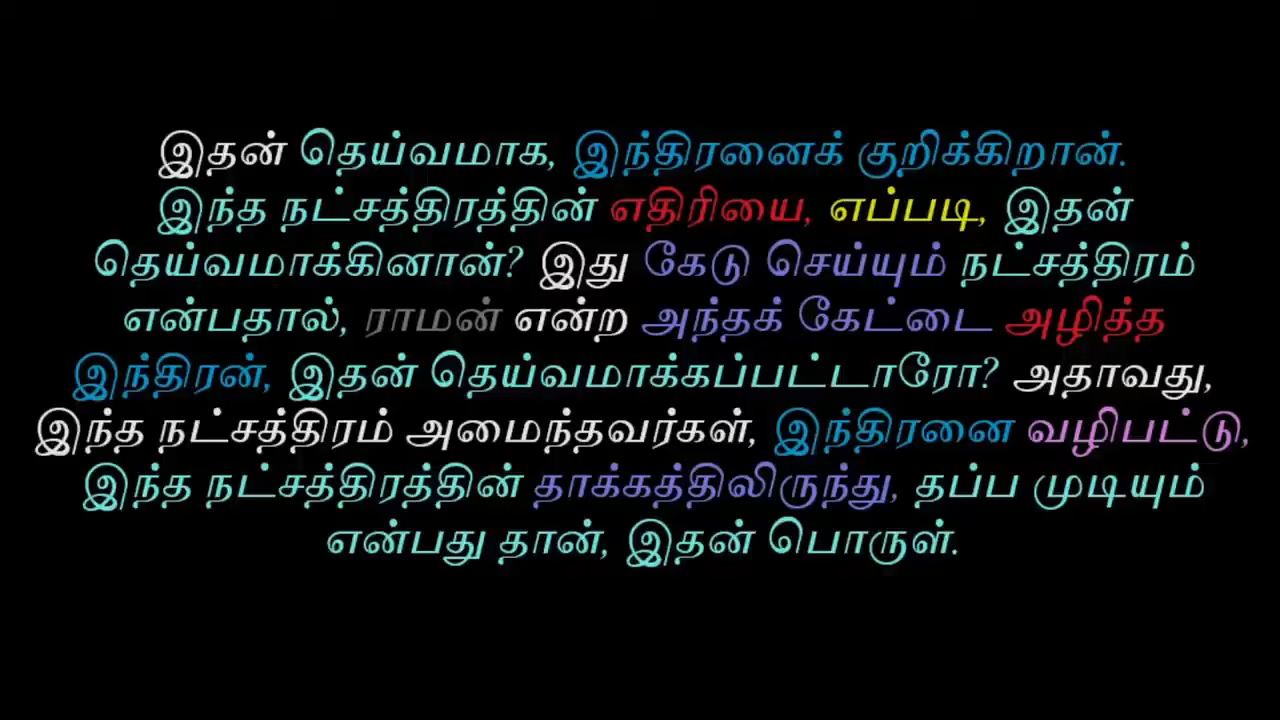 இதன் தெய்வமாக, இந்திரனைக் குறிக்கிறான்.
இந்த நட்சத்திரத்தின் எதிரியை, எப்படி, இதன்
தெய்வமாக்கினான்? இது கேடு செய்யும் நட்சத்திரம்
என்பதால், ராமன் என்ற அந்தக் கேட்டை அழித்த
இந்திரன், இதன் தெய்வமாக்கப்பட்டாரோ? அதாவது,
இந்த நட்சத்திரம் அமைந்தவர்கள், இந்திரனை வழிபட்டு,
இந்த நட்சத்திரத்தின் தாக்கத்திலிருந்து, தப்ப முடியும்
என்பது தான், இதன் பொருள்.